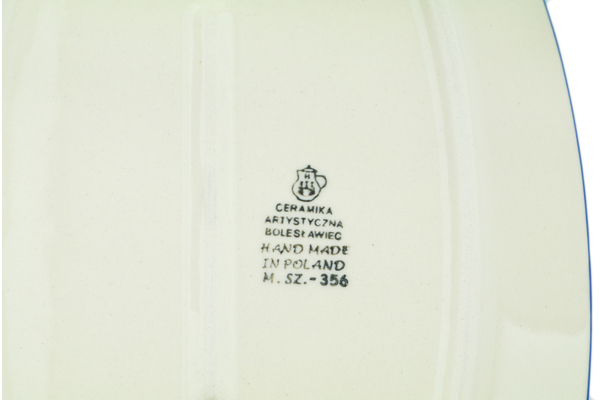 CERAMIKA
ARTYSTYCZNA
BOLESŁAWIEC
HAND MADE
IN POLAND
M. SZ.-356